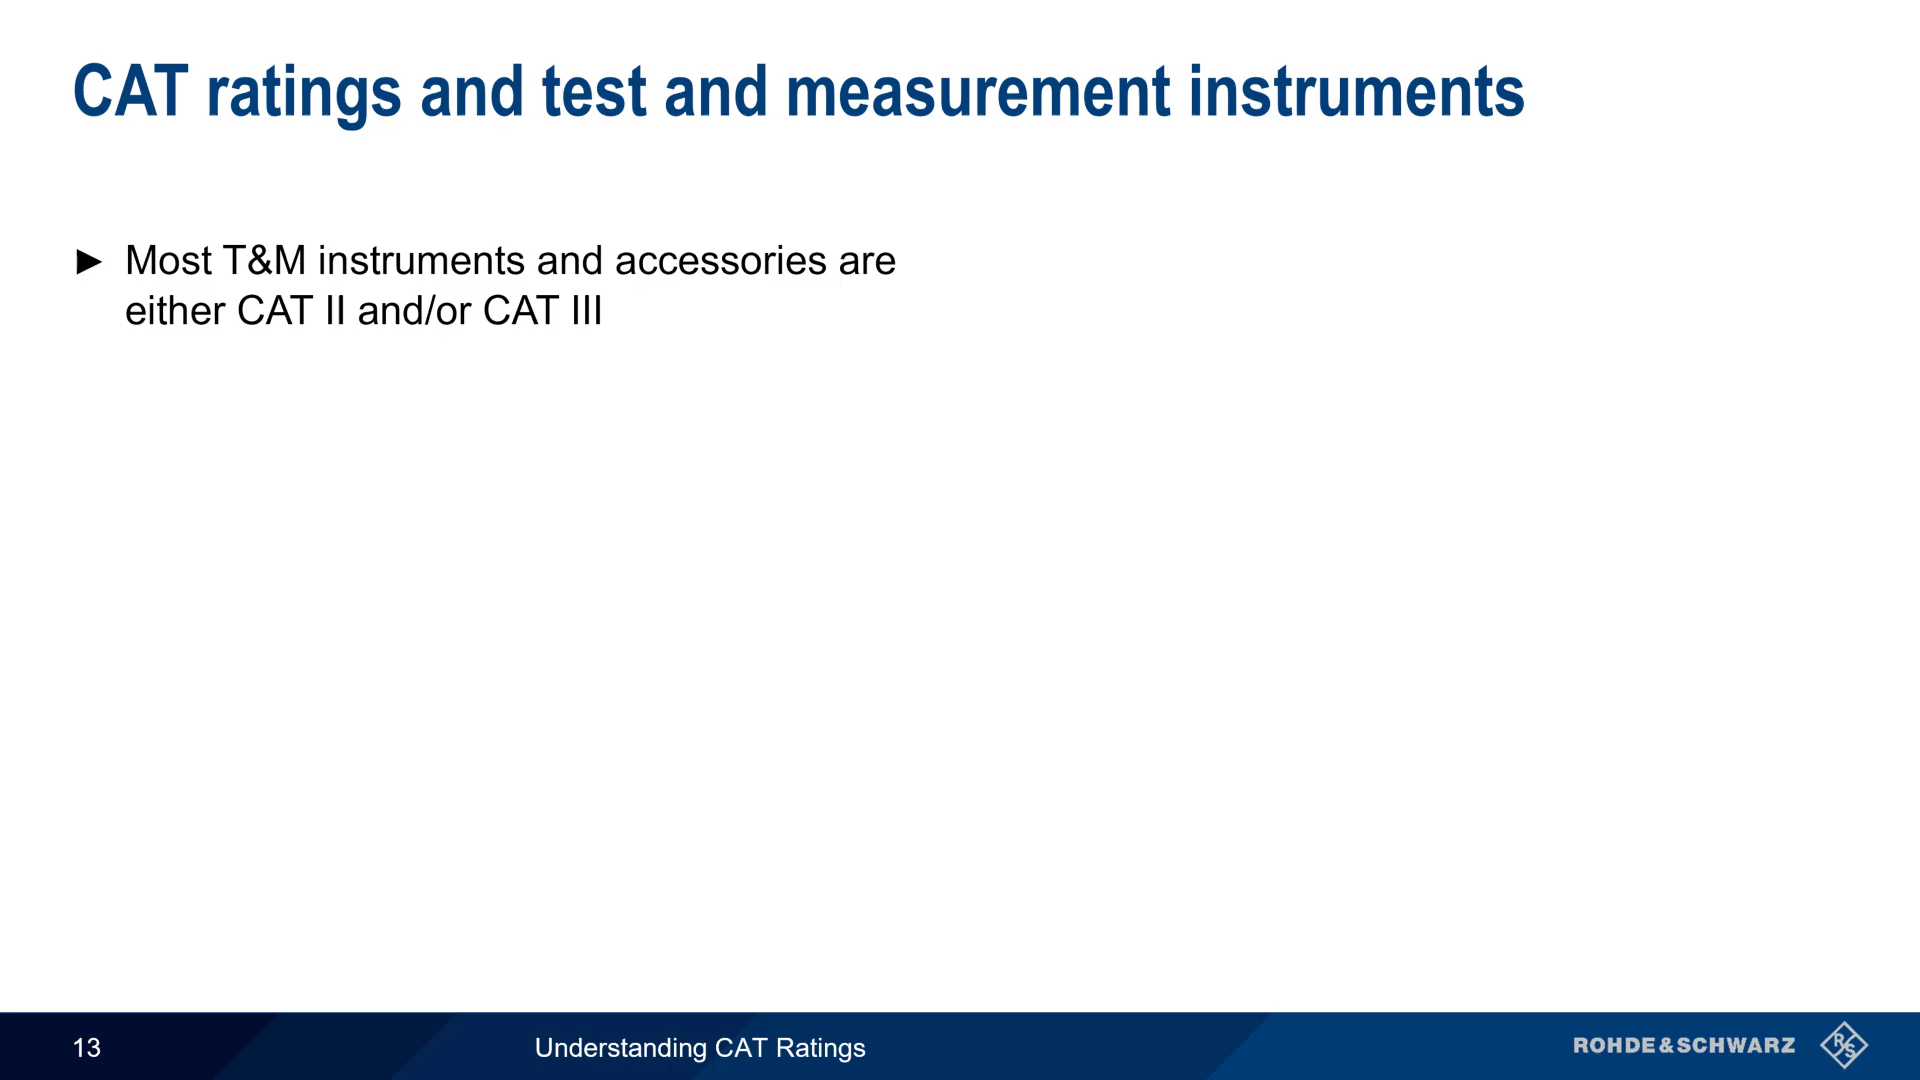 CAT ratings and test and measurement instruments
► Most T&M instruments and accessories are
either CAT II and/or CAT III
13
Understanding CAT Ratings
ROHDE&SCHWARZ
R S